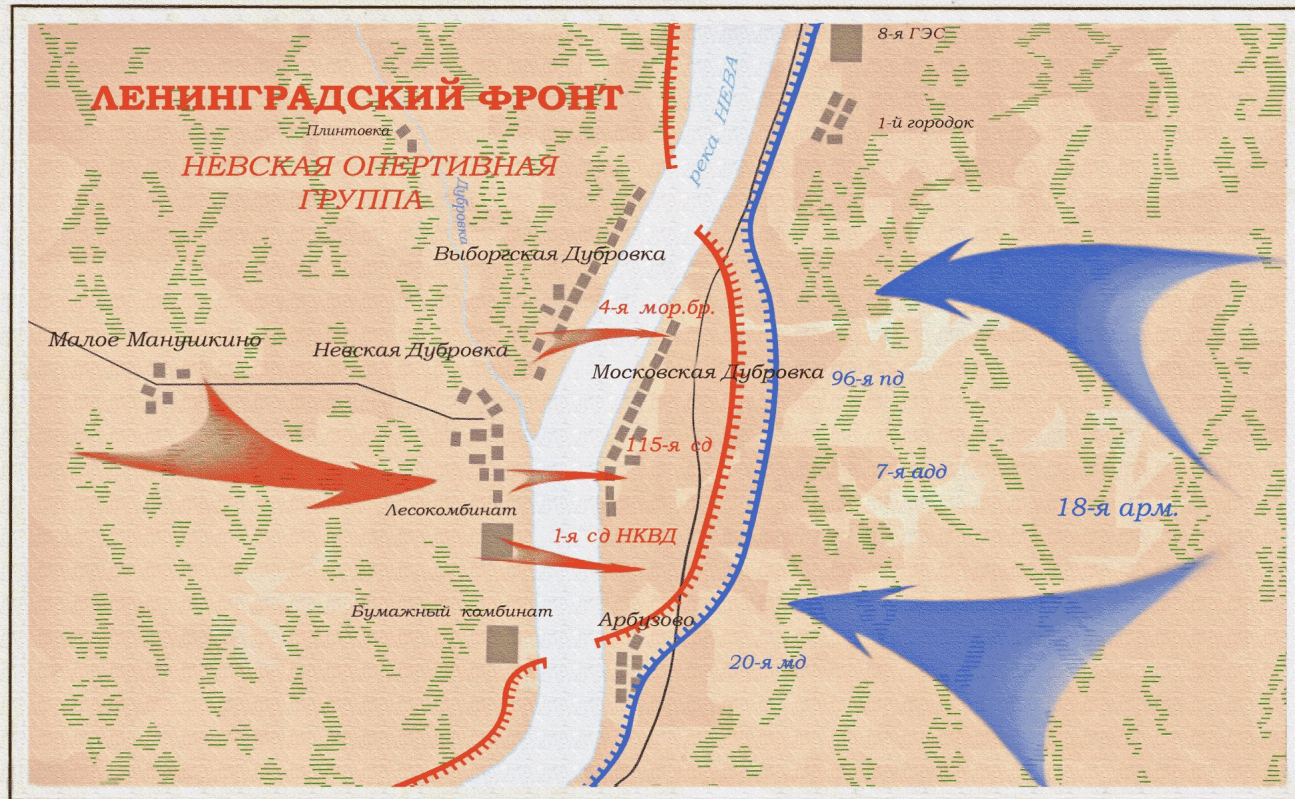 8-я ГЭС
ЛЕНИНГРАДСКИЙ ФРОНТ
1-й городок
Плинтовка
река НЕВА
НЕВСКАЯ ОПЕРТИВНАЯ
ГРУППА
Дубровка
Выборгская Дубровка
4-я мор.бр.
Малое Манушкино
Невская Дубровка
Московская Дубровка
96-я пд
115-я сд
7-я адд
Лесокомбинат
18-я арм.
1-я сд НКВД
Бумажный комбинат
Арбузово
20-я мд